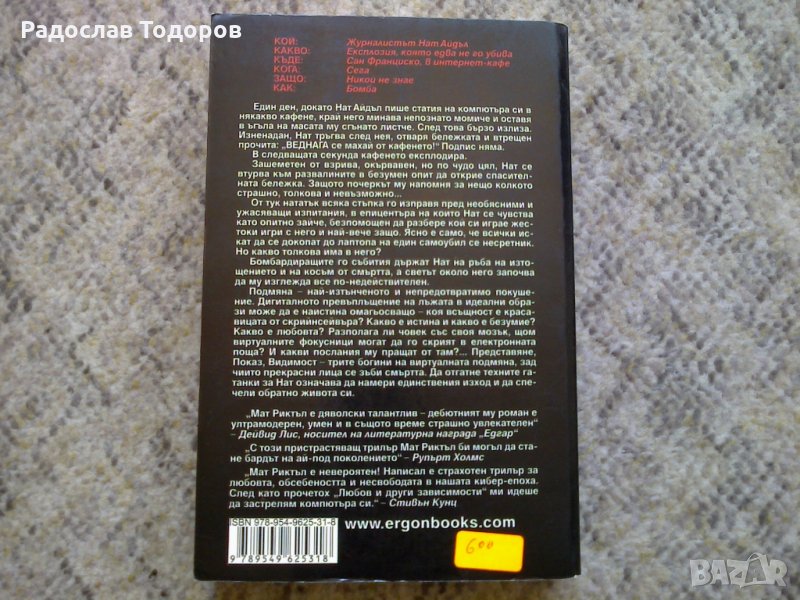 Радослав Тодоров
КОЙ: Журналистът Нат Айдъл
КАКВО: Експлозия, която едва не го убива
КЪДЕ: Сан Франциско, в интернет-кафе
КОГА: Сега
ЗАЩО: Никой не знае
КАК: Бомба
Един ден, докато Нат Айдъл пише статия на компютъра си в
някакво кафене, край него минава непознато момиче и оставя
в ъгъла на масата му сгънато листче. След това бързо излиза.
Изненадан, Нат тръгва след нея, отваря бележката и втрещен
прочита: „ВЕДНАГА се махай от кафенето!“ Подпис няма.
В следващата секунда кафенето експлодира.
Зашеметен от взрива, окървавен, но по чудо цял, Нат се
втурва към развалините в безумен опит да открие спасител-
ната бележка. Защото почеркът му напомня за нещо колкото
страшно, толкова и невъзможно...
От тук нататък всяка стъпка го изправя пред необясними и
ужасяващи изпитания, в епицентъра на които Нат се чувства
като опитно зайче, безпомощен да разбере кой си играе жес-
токи игри с него и най-вече защо. Ясно е само, че всички ис-
кат да се докопат до лаптопа на един самоубил се несретник.
Но какво толкова има в него?
Бомбардиращите го събития държат Нат на ръба на изто-
щението и на косъм от смъртта, а светът около него започва
да му изглежда все по-недействителен.
Подмяна – най-изтънченото и непредотвратимо покуше-
ние. Дигиталното превъплъщение на лъжата в идеални обра-
зи може да е наистина омагьосващо – коя всъщност е краса-
вицата от скрийнсейвъра? Какво е истина и какво е безумие?
Какво е любовта? Разполага ли човек със своя мозък, щом
виртуалните фокусници могат да го скрият в електронната
поща? И какви послания му пращат от там?... Представяне,
Показ, Видимост – трите богини на виртуалната подмяна, зад
чиито прекрасни лица се зъби смъртта. Да отгатне техните га-
танки за Нат означава да намери единствения изход и да спе-
чели обратно живота си.
„Мат Риктъл е дяволски талантлив – дебютният му роман е
ултрамодерен, умен и в същото време страшно увлекателен“
– Дейвид Лис, носител на литературна награда „Едгар“
„С този пристрастяващ трилър Мат Риктъл би могъл да ста-
не бардът на ай-под поколението“ – Рупърт Холмс
„Мат Риктъл е невероятен! Написал е страхотен трилър за
любовта, обсебеността и несвободата в нашата кибер-епоха.
След като прочетох „Любов и други зависимости“ ми идеше
да застрелям компютъра си.“ – Стивън Кунц
ISBN 978-954-9625-31-8
9 789549 625318
www.ergonbooks.com
600
BAZAR